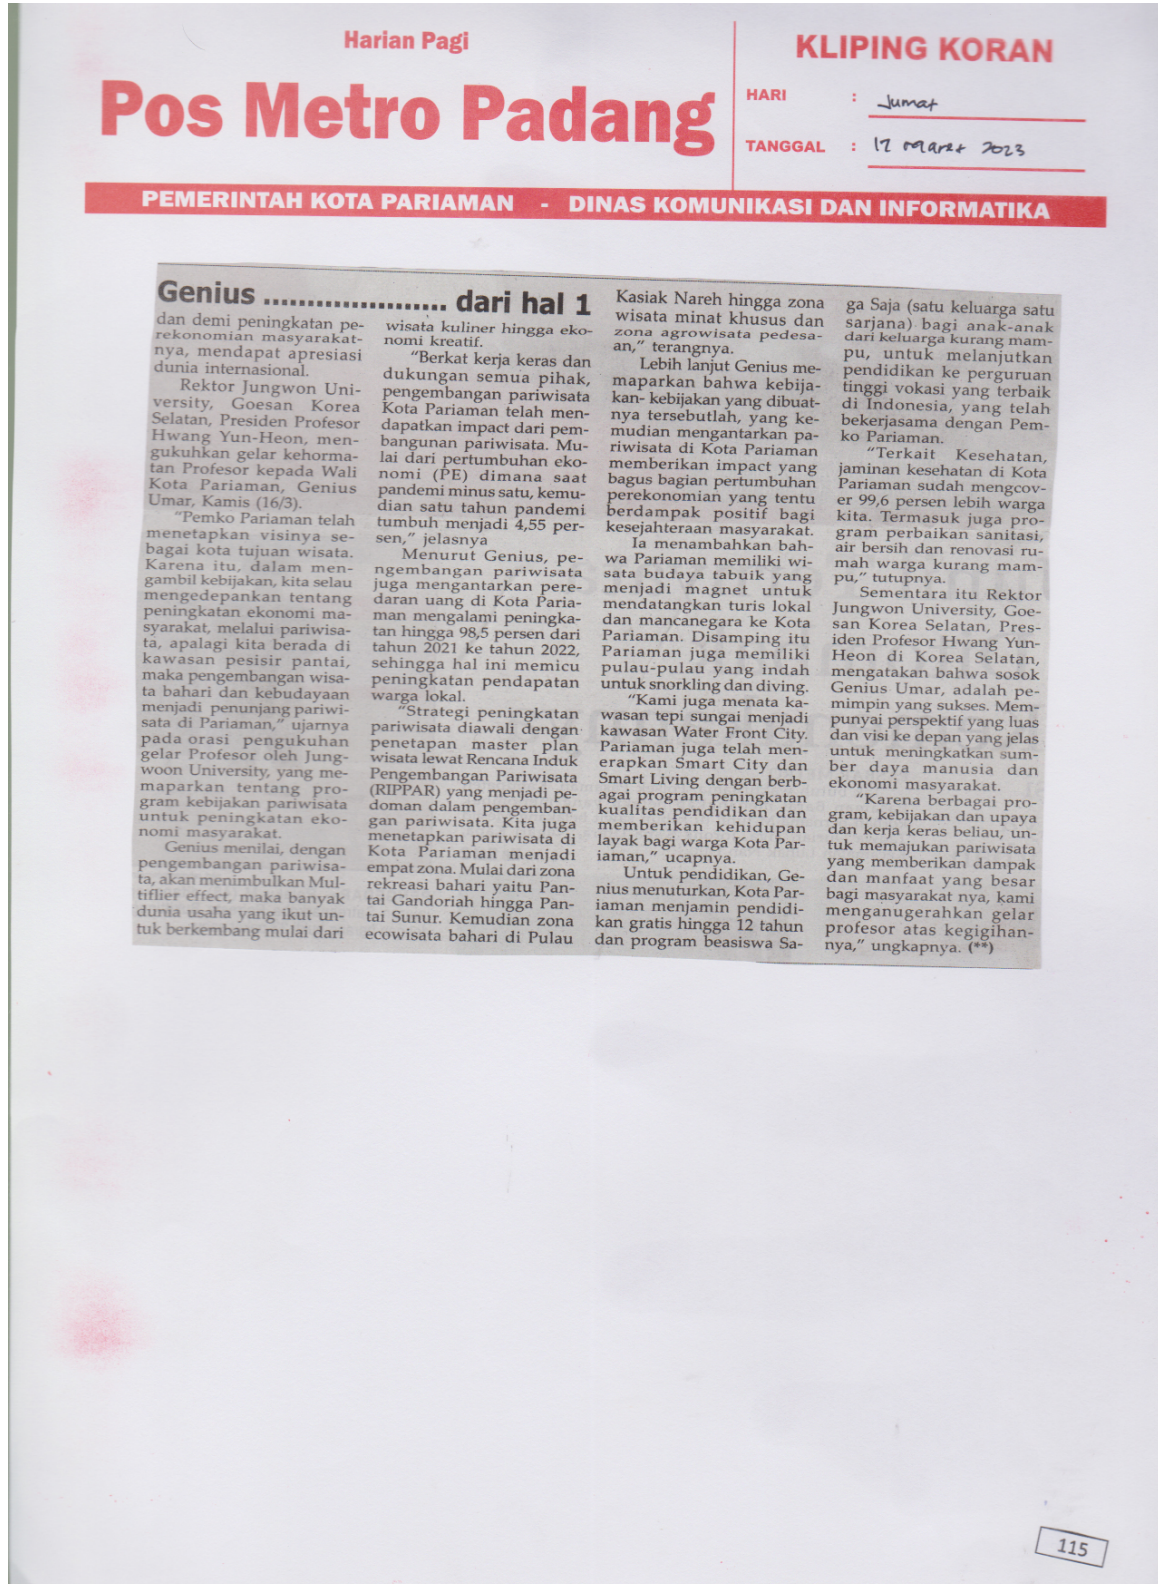 Harian Pagi
Pos Metro Padang
KLIPING KORAN
HARI : Jumat
TANGGAL : 17 Maret 2023
PEMERINTAH KOTA PARIAMAN - DINAS KOMUNIKASI DAN INFORMATIKA
Genius ..................... dari hal 1
dan demi peningkatan pe-
rekonomian masyarakat-
nya, mendapat apresiasi
dunia internasional.
Rektor Jungwon Uni-
versity, Goesan Korea
Selatan, Presiden Profesor
Hwang Yun-Heon, men-
gukuhkan gelar kehorma-
tan Profesor kepada Wali
Kota Pariaman, Genius
Umar, Kamis (16/3).
"Pemko Pariaman telah
menetapkan visinya se-
bagai kota tujuan wisata.
Karena itu, dalam men-
gambil kebijakan, kita selau
mengedepankan tentang
peningkatan ekonomi ma-
syarakat, melalui pariwisa-
ta, apalagi kita berada di
kawasan pesisir pantai,
maka pengembangan wisa-
ta bahari dan kebudayaan
menjadi penunjang pariwi-
sata di Pariaman," ujarnya
pada orasi pengukuhan
gelar Profesor oleh Jung-
woon University, yang me-
maparkan tentang pro-
gram kebijakan pariwisata
untuk peningkatan eko-
nomi masyarakat.
Genius menilai, dengan
pengembangan pariwisa-
ta, akan menimbulkan Mul-
tiflier effect, maka banyak
dunia usaha yang ikut un-
tuk berkembang mulai dari
wisata kuliner hingga eko-
nomi kreatif.
"Berkat kerja keras dan
dukungan semua pihak,
pengembangan pariwisata
Kota Pariaman telah men-
dapatkan impact dari pem-
bangunan pariwisata. Mu-
lai dari pertumbuhan eko-
nomi (PE) dimana saat
pandemi minus satu, kemu-
dian satu tahun pandemi
tumbuh menjadi 4,55 per-
sen," jelasnya
Menurut Genius, pe-
ngembangan pariwisata
juga mengantarkan pere-
daran uang di Kota Paria-
man mengalami peningka-
tan hingga 98,5 persen dari
tahun 2021 ke tahun 2022,
sehingga hal ini memicu
peningkatan pendapatan
warga lokal.
"Strategi peningkatan
pariwisata diawali dengan
penetapan master plan
wisata lewat Rencana Induk
Pengembangan Pariwisata
(RIPPAR) yang menjadi pe-
doman dalam pengemban-
gan pariwisata. Kita juga
menetapkan pariwisata di
Kota Pariaman menjadi
empat zona. Mulai dari zona
rekreasi bahari yaitu Pan-
tai Gandoriah hingga Pan-
tai Sunur. Kemudian zona
ecowisata bahari di Pulau
Kasiak Nareh hingga zona
wisata minat khusus dan
zona agrowisata pedesa-
an," terangnya.
Lebih lanjut Genius me-
maparkan bahwa kebija-
kan- kebijakan yang dibuat-
nya tersebutlah, yang ke-
mudian mengantarkan pa-
riwisata di Kota Pariaman
memberikan impact yang
bagus bagian pertumbuhan
perekonomian yang tentu
berdampak positif bagi
kesejahteraan masyarakat.
Ia menambahkan bah-
wa Pariaman memiliki wi-
sata budaya tabuik yang
menjadi magnet untuk
mendatangkan turis lokal
dan mancanegara ke Kota
Pariaman. Disamping itu
Pariaman juga memiliki
pulau-pulau yang indah
untuk snorkling dan diving.
"Kami juga menata ka-
wasan tepi sungai menjadi
kawasan Water Front City.
Pariaman juga telah men-
erapkan Smart City dan
Smart Living dengan berb-
agai program peningkatan
kualitas pendidikan dan
memberikan kehidupan
layak bagi warga Kota Par-
iaman," ucapnya.
Untuk pendidikan, Ge-
nius menuturkan, Kota Par-
iaman menjamin pendidi-
kan gratis hingga 12 tahun
dan program beasiswa Sa-
ga Saja (satu keluarga satu
sarjana) bagi anak-anak
dari keluarga kurang mam-
pu, untuk melanjutkan
pendidikan ke perguruan
tinggi vokasi yang terbaik
di Indonesia, yang telah
bekerjasama dengan Pem-
ko Pariaman.
"Terkait Kesehatan,
jaminan kesehatan di Kota
Pariaman sudah mengcov-
er 99,6 persen lebih warga
kita. Termasuk juga pro-
gram perbaikan sanitasi,
air bersih dan renovasi ru-
mah warga kurang mam-
pu," tutupnya.
Sementara itu Rektor
Jungwon University, Goe-
san Korea Selatan, Pres-
iden Profesor Hwang Yun-
Heon di Korea Selatan,
mengatakan bahwa sosok
Genius Umar, adalah pe-
mimpin yang sukses. Mem-
punyai perspektif yang luas
dan visi ke depan yang jelas
untuk meningkatkan sum-
ber daya manusia dan
ekonomi masyarakat.
"Karena berbagai pro-
gram, kebijakan dan upaya
dan kerja keras beliau, un-
tuk memajukan pariwisata
yang memberikan dampak
dan manfaat yang besar
bagi masyarakat nya, kami
menganugerahkan gelar
profesor atas kegigihan-
nya," ungkapnya. (**)
115